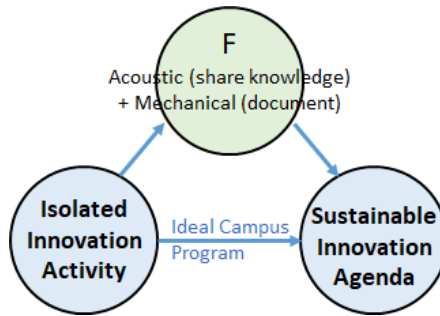 F
Acoustic (share knowledge)
+ Mechanical (document)
Isolated
Innovation
Activity
Ideal Campus
Program
Sustainable
Innovation
Agenda